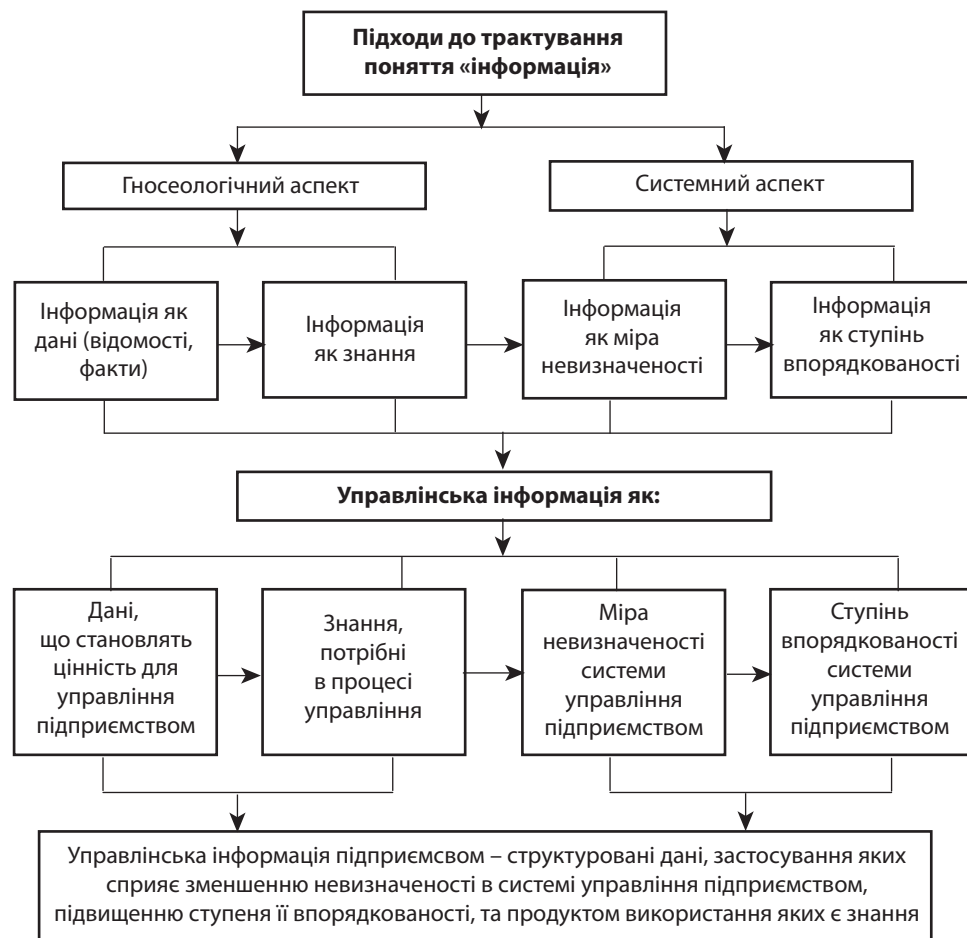 Підходи до трактування
поняття «інформація»
Гносеологічний аспект
Системний аспект
Інформація як
дані (відомості,
факти)
Інформація
як знання
Інформація
як міра
невизначеності
Інформація
як ступінь
впорядкованості
Управлінська інформація як:
Дані,
що становлять
цінність для
управління
підприємством
Знання,
потрібні
в процесі
управління
Міра
невизначеності
системи
управління
підприємством
Ступінь
впорядкованості
системи
управління
підприємством
Управлінська інформація підприємсвом – структуровані дані, застосування яких
сприяє зменшенню невизначеності в системі управління підприємством,
підвищенню ступеня її впорядкованості, та продуктом використання яких є знання